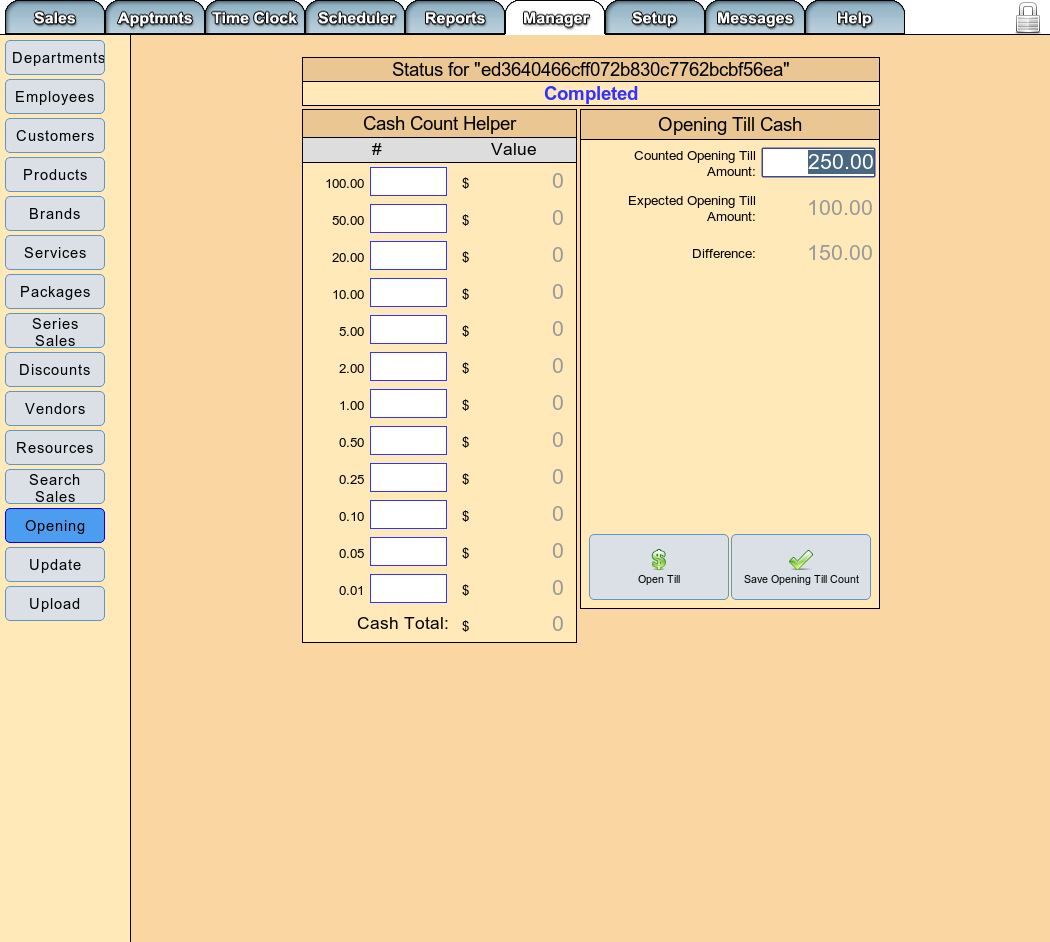 Sales Apptmnts Time Clock Scheduler Reports Manager Setup Messages Help
Departments
Employees
Customers
Products
Brands
Services
Packages
Series
Sales
Discounts
Vendors
Resources
Search
Sales
Opening
Update
Upload
Status for "ed3640466cff072b830c7762bcbf56ea"
Completed
Cash Count Helper
# Value
100.00 $ 0
50.00 $ 0
20.00 $ 0
10.00 $ 0
5.00 $ 0
2.00 $ 0
1.00 $ 0
0.50 $ 0
0.25 $ 0
0.10 $ 0
0.05 $ 0
0.01 $ 0
Cash Total: $ 0
Opening Till Cash
Counted Opening Till
Amount: 250.00
Expected Opening Till
Amount: 100.00
Difference: 150.00
Open Till Save Opening Till Count